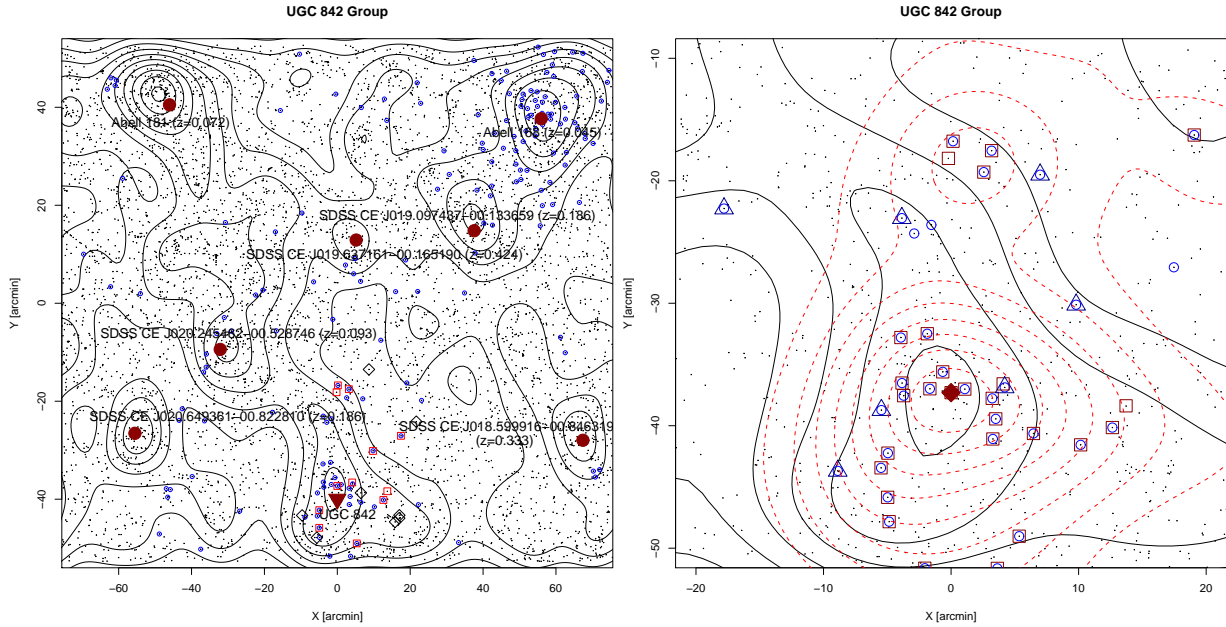 UGC 842 Group
Abell 181 (z=0.072)
Abell 168 (z=0.045)
SDSS CE J019.097437−00.133659 (z=0.186)
SDSS CE J019.637161−00.165190 (z=0.424)
SDSS CE J020.245462−00.528746 (z=0.093)
SDSS CE J020.649361−00.822810 (z=0.186)
SDSS CE J018.599916−00.846319
(z=0.333)
UGC 842
40
20
0
20
40
Y [arcmin]
−60 −40 −20 0 20 40 60
X [arcmin]
UGC 842 Group
−10
−20
−30
−40
−50
Y [arcmin]
−20 −10 0 10 20
X [arcmin]